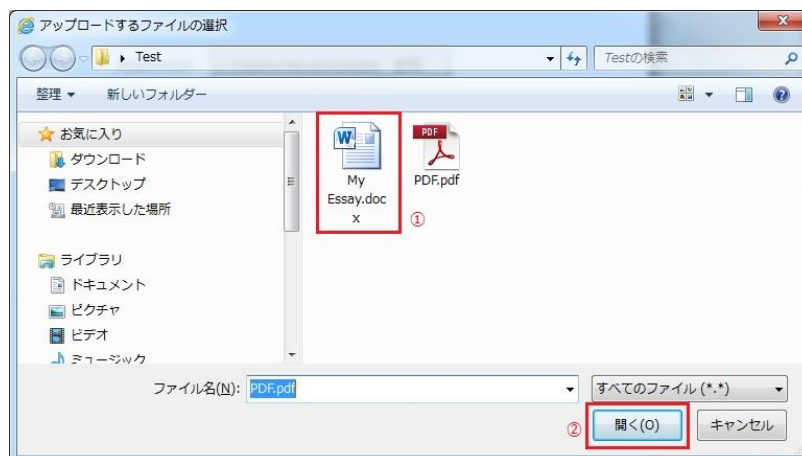 アップロードするファイルの選択
Test
Testの検索
整理
新しいフォルダー
お気に入り
ダウンロード
デスクトップ
最近表示した場所
ライブラリ
ドキュメント
ピクチャ
ビデオ
ミュージック
W
My
Essay.doc
x
①
PDF
PDF.pdf
ファイル名(N):
PDF.pdf
すべてのファイル (*.*)
②
開く(O)
キャンセル